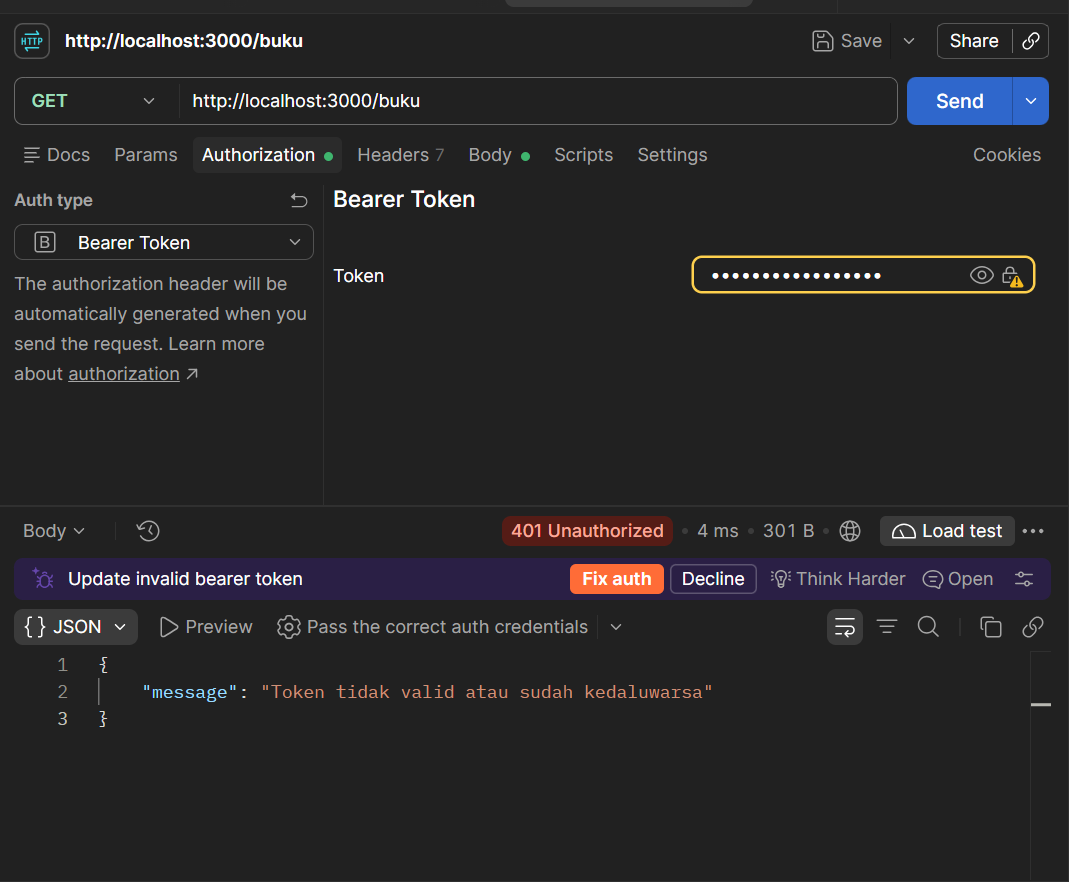 HTTP http://localhost:3000/buku Save Share
GET http://localhost:3000/buku Send
Docs Params Authorization Headers 7 Body Scripts Settings Cookies
Auth type
B Bearer Token
The authorization header will be
automatically generated when you
send the request. Learn more
about authorization ↗
Bearer Token
Token •••••••••••••••••
Body 401 Unauthorized • 4 ms • 301 B • Load test
Update invalid bearer token Fix auth Decline Think Harder Open
{} JSON Preview Pass the correct auth credentials
1 {
2 "message": "Token tidak valid atau sudah kedaluwarsa"
3 }